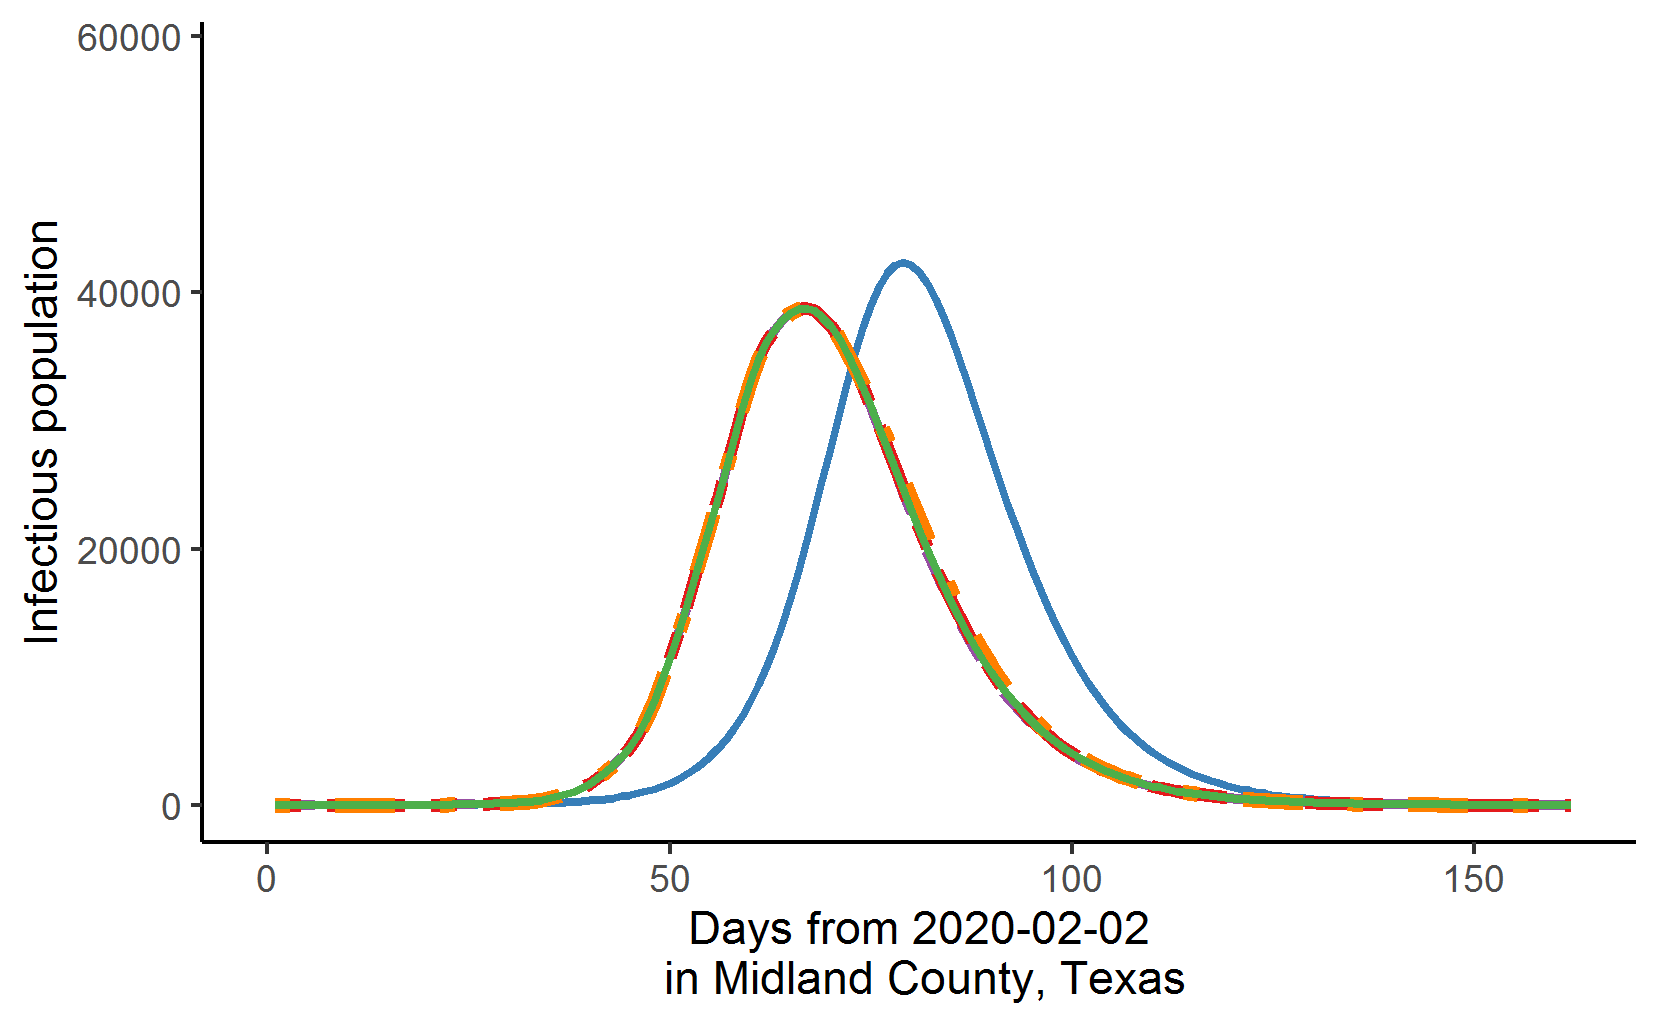 60000
40000
20000
0
Infectious population
0 50 100 150
Days from 2020-02-02
in Midland County, Texas